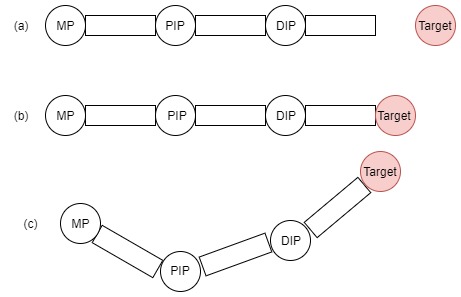 (a) MP PIP DIP Target
(b) MP PIP DIP Target
Target
(c) MP
DIP
PIP